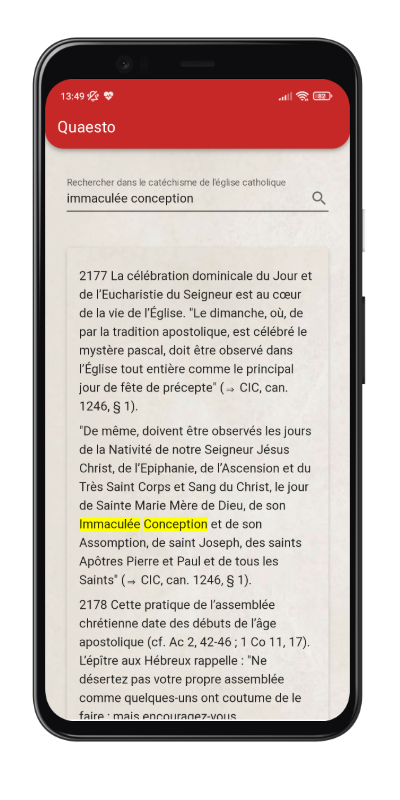 13:49
82
Quaesto
Rechercher dans le catéchisme de l'église catholique
immaculée conception
2177 La célébration dominicale du Jour et
de l’Eucharistie du Seigneur est au cœur
de la vie de l’Église. "Le dimanche, où, de
par la tradition apostolique, est célébré le
mystère pascal, doit être observé dans
l’Église tout entière comme le principal
jour de fête de précepte" (→ CIC, can.
1246, § 1).
"De même, doivent être observés les jours
de la Nativité de notre Seigneur Jésus
Christ, de l’Epiphanie, de l’Ascension et du
Très Saint Corps et Sang du Christ, le jour
de Sainte Marie Mère de Dieu, de son
Immaculée Conception et de son
Assomption, de saint Joseph, des saints
Apôtres Pierre et Paul et de tous les
Saints" (→ CIC, can. 1246, § 1).
2178 Cette pratique de l’assemblée
chrétienne date des débuts de l’âge
apostolique (cf. Ac 2, 42-46 ; 1 Co 11, 17).
L’épître aux Hébreux rappelle : "Ne
désertez pas votre propre assemblée
comme quelques-uns ont coutume de le
faire ; mais encouragez-vous